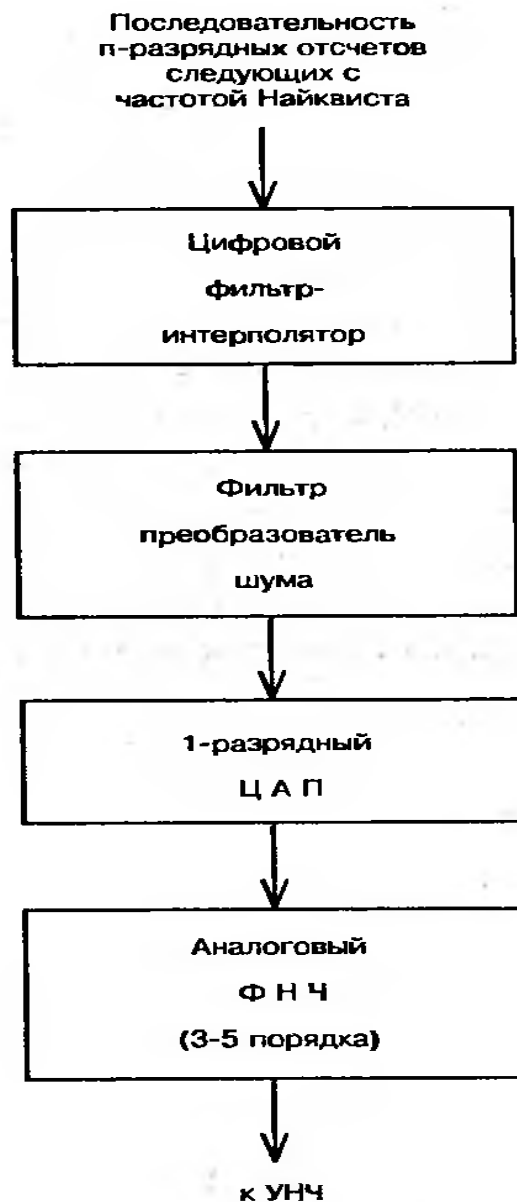 Последовательность
п-разрядных отсчетов
следующих с
частотой Найквиста
Цифровой
фильтр-
интерполятор
Фильтр
преобразователь
шума
1-разрядный
Ц А П
Аналоговый
Ф Н Ч
(3-5 порядка)
к УНЧ